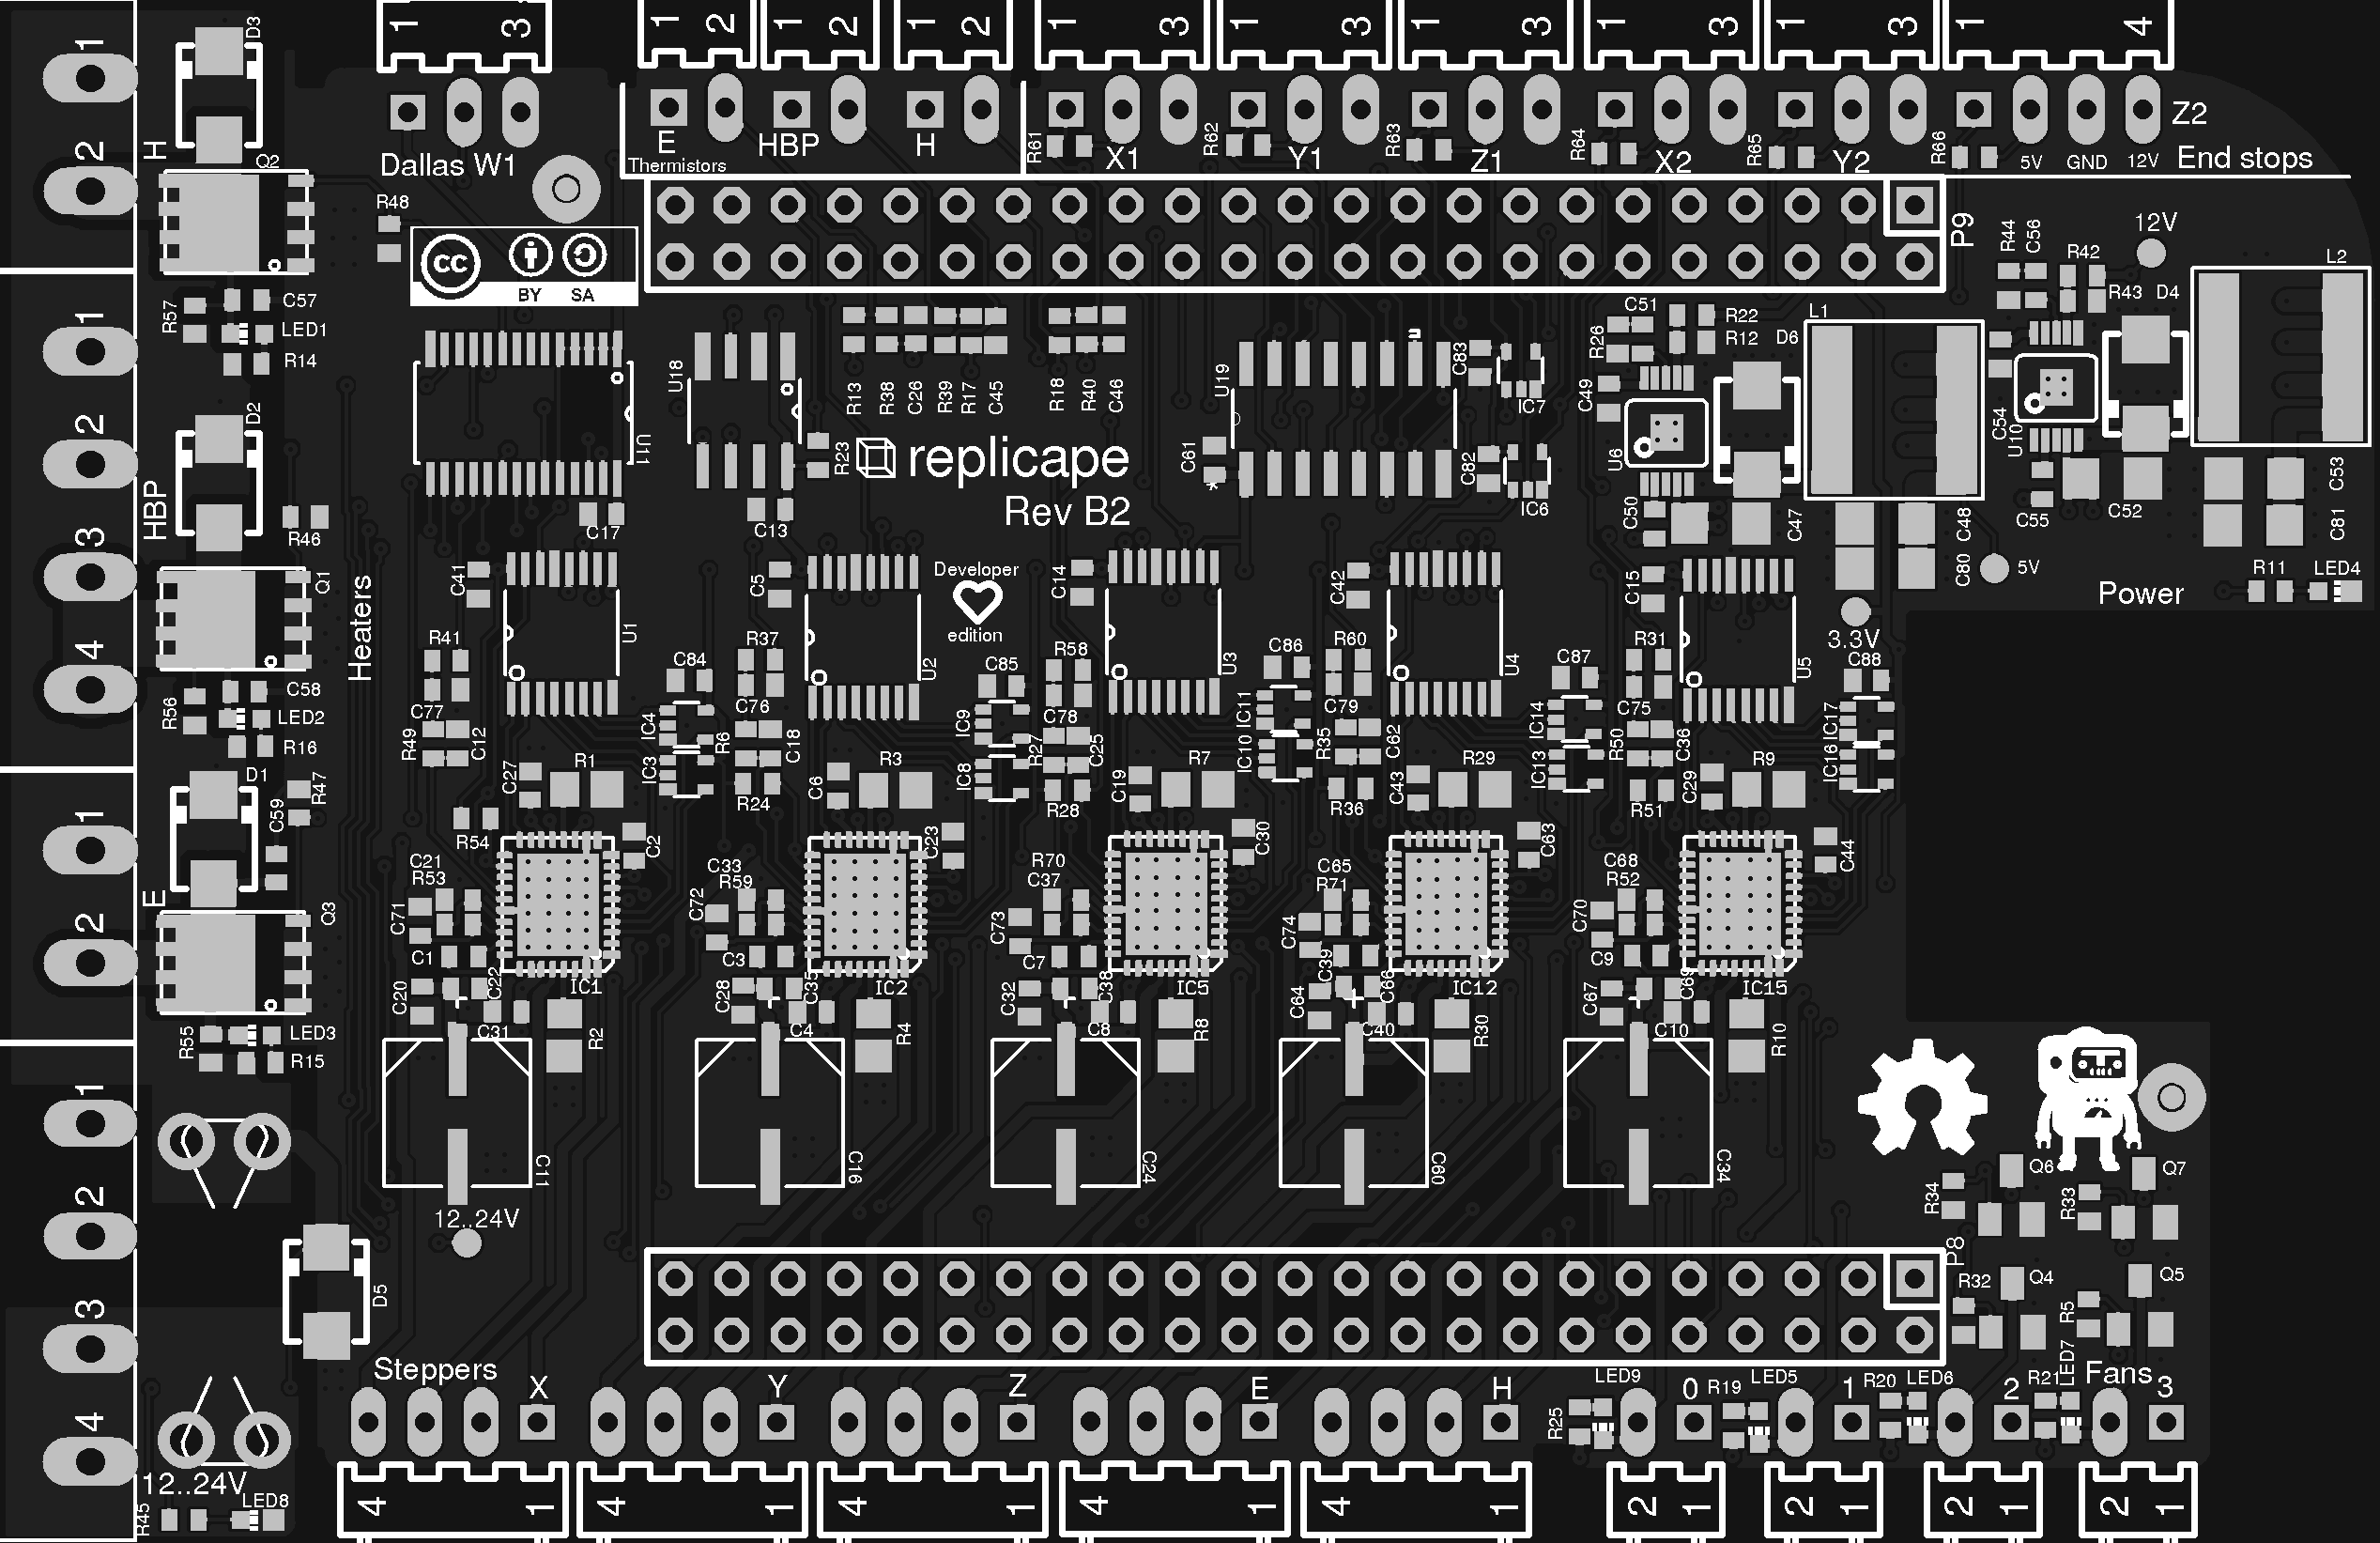 1 3
1 2
1 2
1 2
1 3
1 3
1 3
1 3
1 3
1 4
1
2
H
D3
Q2
Dallas W1
E
HBP
H
Thermistors
R61
X1
R62
Y1
R63
Z1
R64
X2
R65
Y2
R66
5V GND 12V
Z2
End stops
P9
R48
CC
BY SA
R57
C57
LED1
R14
1
2
3
4
HBP
D2
R46
Q1
Heaters
R56
C58
LED2
R16
U11
C17
U18
C13
R23
R13
R38
C26
R39
R17
C45
R18
R40
C46
replicape
Rev B2
U19
C61
*
C83
IC7
C82
IC6
R26
C51
R22
R12
D6
L1
C49
U6
C50
C47
C48
C80
5V
3.3V
R44
C56
R42
12V
R43
D4
L2
C54
U10
C55
C52
C53
C81
R11
LED4
Power
C41
U1
C5
U2
Developer
edition
C14
U3
C42
U4
C15
U5
R41
C77
R49
C12
C84
IC4
IC3
R6
R37
C76
C18
R24
C85
IC9
IC8
R27
R58
C78
C25
R28
C86
IC11
IC10
R35
R60
C79
C62
R36
C87
IC14
IC13
R50
R31
C75
C36
R51
C88
IC17
IC16
C27
R1
C6
R3
C19
R7
C43
R29
C29
R9
1
2
E
D1
R47
C59
Q3
R55
LED3
R15
R54
C21
R53
C71
C1
C20
C22
C31
C2
IC1
R2
C33
R59
C72
C3
C28
C35
C4
C23
IC2
R4
R70
C37
C73
C7
C32
C38
C8
C30
IC5
R8
C65
R71
C74
C39
C64
C66
C40
C63
IC12
R30
C68
R52
C70
C9
C67
C69
C10
C44
IC15
R10
1
2
3
4
C11
C16
C24
C60
C34
12..24V
D5
P8
R34
Q6
R33
Q7
R32
Q4
R5
Q5
Steppers
X
Y
Z
E
H
R25
LED9
0
R19
LED5
1
R20
LED6
2
R21
LED7
Fans
3
12..24V
R45
LED8
4 1
4 1
4 1
4 1
4 1
2 1
2 1
2 1
2 1